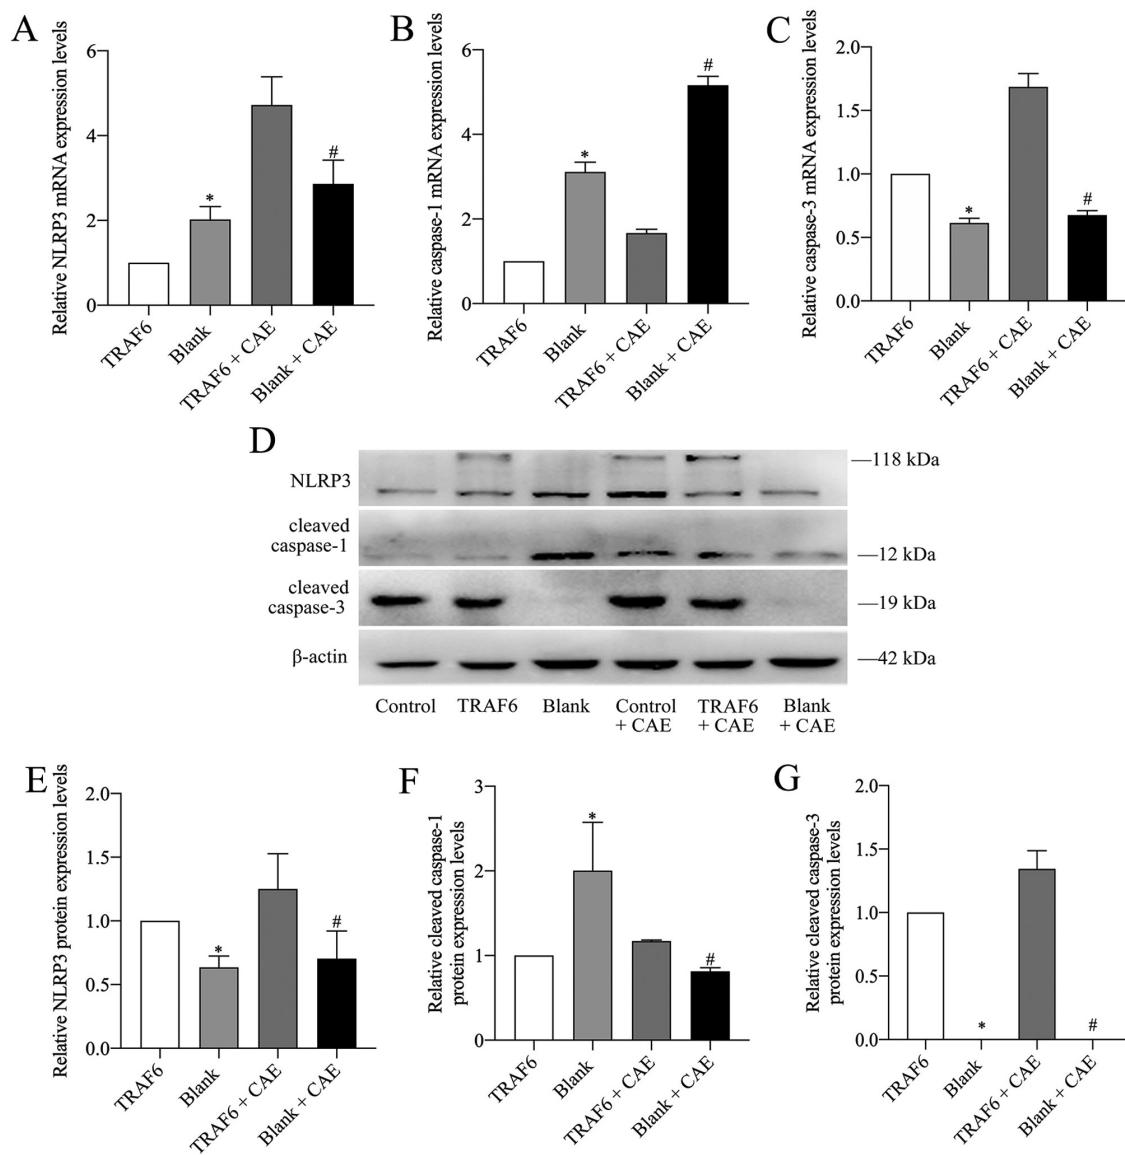 A
Relative NLRP3 mRNA expression levels
6
4
2
0
*
#
TRAF6
Blank
TRAF6 + CAE
Blank + CAE
B
Relative caspase-1 mRNA expression levels
6
4
2
0
*
#
TRAF6
Blank
TRAF6 + CAE
Blank + CAE
C
Relative caspase-3 mRNA expression levels
2.0
1.5
1.0
0.5
0.0
*
#
TRAF6
Blank
TRAF6 + CAE
Blank + CAE
D
NLRP3
—118 kDa
cleaved
caspase-1
—12 kDa
cleaved
caspase-3
—19 kDa
β-actin
—42 kDa
Control
TRAF6
Blank
Control
+ CAE
TRAF6
+ CAE
Blank
+ CAE
E
Relative NLRP3 protein expression levels
2.0
1.5
1.0
0.5
0.0
*
#
TRAF6
Blank
TRAF6 + CAE
Blank + CAE
F
Relative cleaved caspase-1
protein expression levels
3
2
1
0
*
#
TRAF6
Blank
TRAF6 + CAE
Blank + CAE
G
Relative cleaved caspase-3
protein expression levels
2.0
1.5
1.0
0.5
0.0
*
#
TRAF6
Blank
TRAF6 + CAE
Blank + CAE